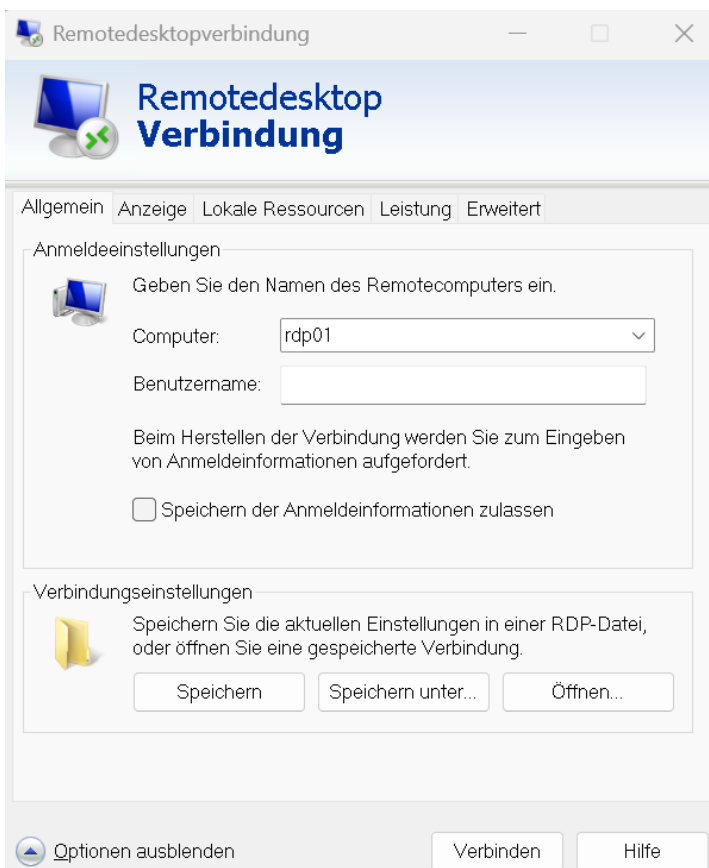 Remotedesktopverbindung
Remotedesktop
Verbindung
Allgemein Anzeige Lokale Ressourcen Leistung Erweitert
Anmeldeeinstellungen
Geben Sie den Namen des Remotecomputers ein.
Computer: rdp01
Benutzername:
Beim Herstellen der Verbindung werden Sie zum Eingeben
von Anmeldeinformationen aufgefordert.
Speichern der Anmeldeinformationen zulassen
Verbindungseinstellungen
Speichern Sie die aktuellen Einstellungen in einer RDP-Datei,
oder öffnen Sie eine gespeicherte Verbindung.
Speichern Speichern unter... Öffnen...
Optionen ausblenden Verbinden Hilfe